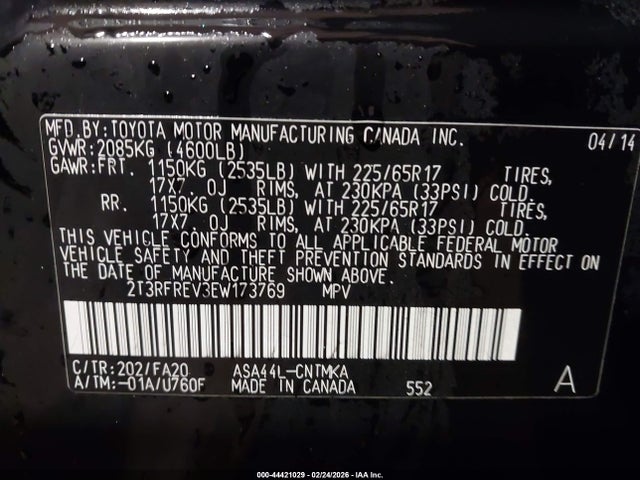 MFD.BY:TOYOTA MOTOR MANUFACTURING CANADA INC. 04/14
GVWR:2085KG (4600LB)
GAWR:FRT. 1150KG (2535LB) WITH 225/65R17 TIRES,
17X7.0J RIMS, AT 230KPA (33PSI) COLD.
RR. 1150KG (2535LB) WITH 225/65R17 TIRES,
17X7.0J RIMS, AT 230KPA (33PSI) COLD.
THIS VEHICLE CONFORMS TO ALL APPLICABLE FEDERAL MOTOR
VEHICLE SAFETY AND THEFT PREVENTION STANDARDS IN EFFECT ON
THE DATE OF MANUFACTURE SHOWN ABOVE.
2T3RFREV3EW173769 MPV
C/TR:202/FA20 ASA44L-CNTMKA
A/TM:-01A/U760F MADE IN CANADA 552 A
000-44421029 - 02/24/2026 - IAA Inc.